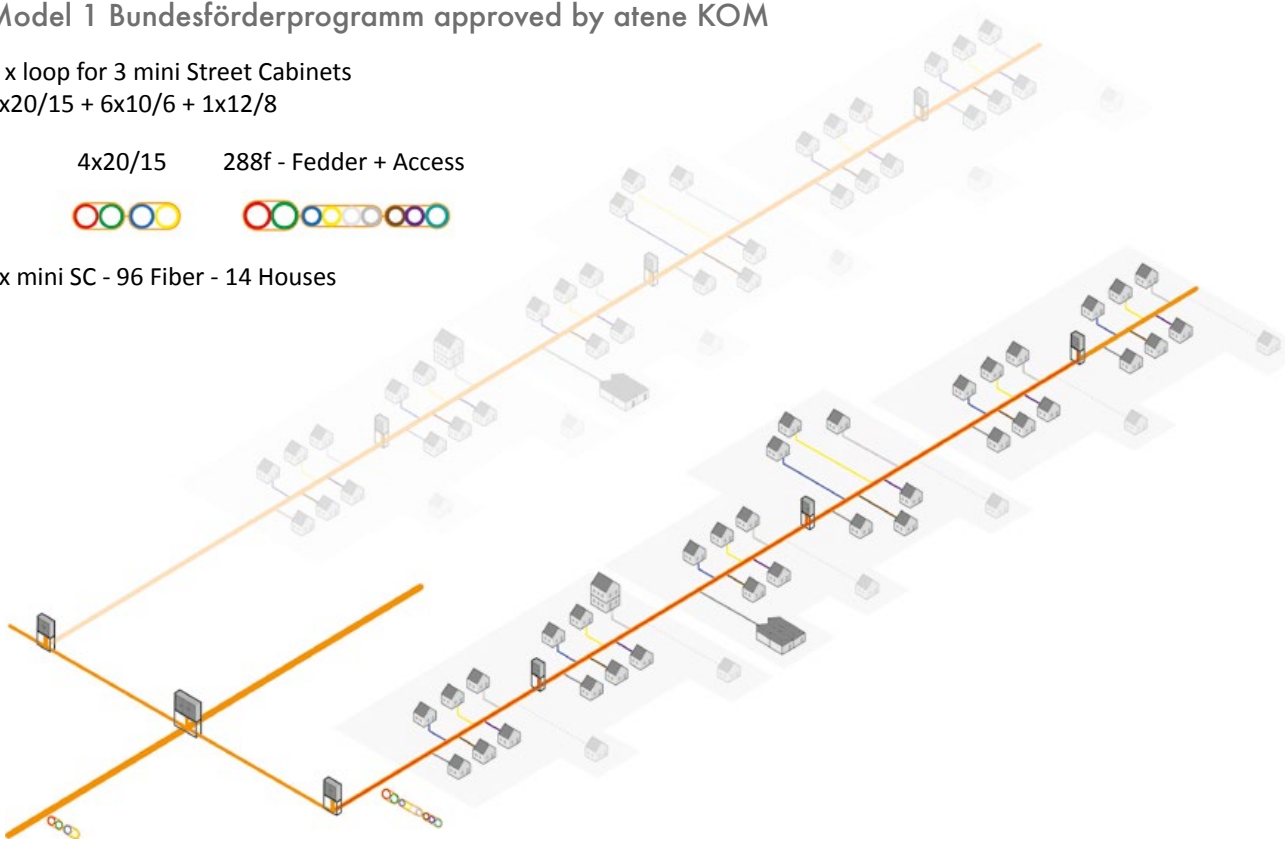 Model 1 Bundesförderprogramm approved by atene KOM
x loop for 3 mini Street Cabinets
x20/15 + 6x10/6 + 1x12/8
4x20/15 288f - Fedder + Access
x mini SC - 96 Fiber - 14 Houses